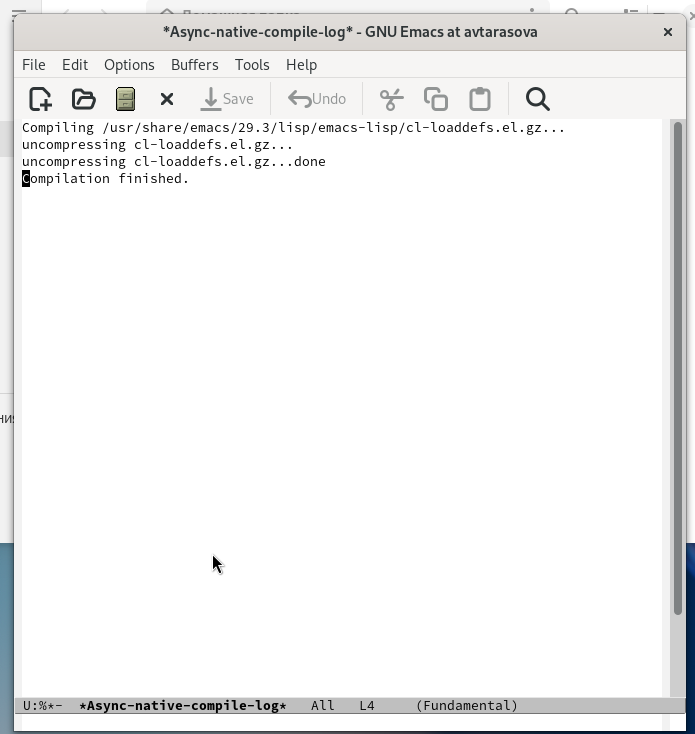 *Async-native-compile-log* - GNU Emacs at avtarasova
File Edit Options Buffers Tools Help
Save Undo
Compiling /usr/share/emacs/29.3/lisp/emacs-lisp/cl-loaddefs.el.gz...
uncompressing cl-loaddefs.el.gz...
uncompressing cl-loaddefs.el.gz...done
Compilation finished.
U:%*- *Async-native-compile-log* All L4 (Fundamental)